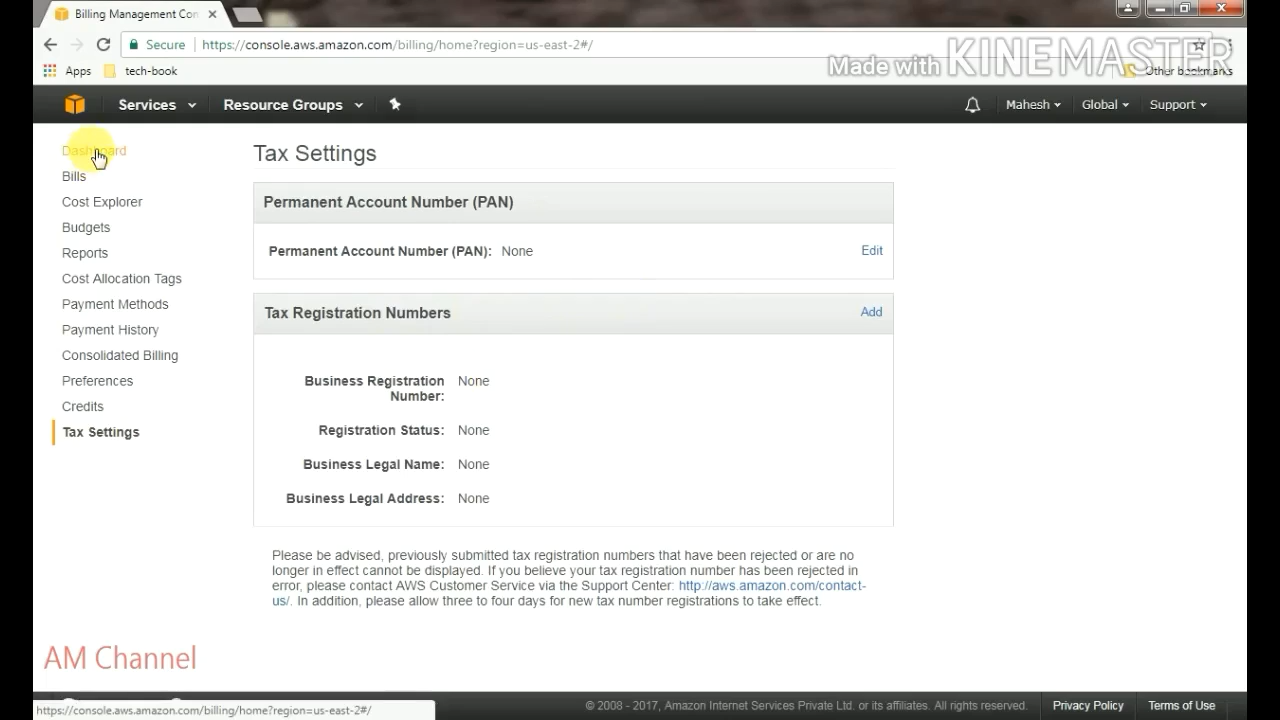 Billing Management Con
Secure
https://console.aws.amazon.com/billing/home?region=us-east-2#/
Made with KINEMASTER
Apps
tech-book
Other bookmarks
Services
Resource Groups
Mahesh
Global
Support
Dashboard
Bills
Cost Explorer
Budgets
Reports
Cost Allocation Tags
Payment Methods
Payment History
Consolidated Billing
Preferences
Credits
Tax Settings
Tax Settings
Permanent Account Number (PAN)
Permanent Account Number (PAN): None
Edit
Tax Registration Numbers
Add
Business Registration
Number:
None
Registration Status: None
Business Legal Name: None
Business Legal Address: None
Please be advised, previously submitted tax registration numbers that have been rejected or are no
longer in effect cannot be displayed. If you believe your tax registration number has been rejected in
error, please contact AWS Customer Service via the Support Center: http://aws.amazon.com/contact-
us/. In addition, please allow three to four days for new tax number registrations to take effect.
AM Channel
https://console.aws.amazon.com/billing/home?region=us-east-2#/
© 2008 - 2017, Amazon Internet Services Private Ltd. or its affiliates. All rights reserved.
Privacy Policy
Terms of Use